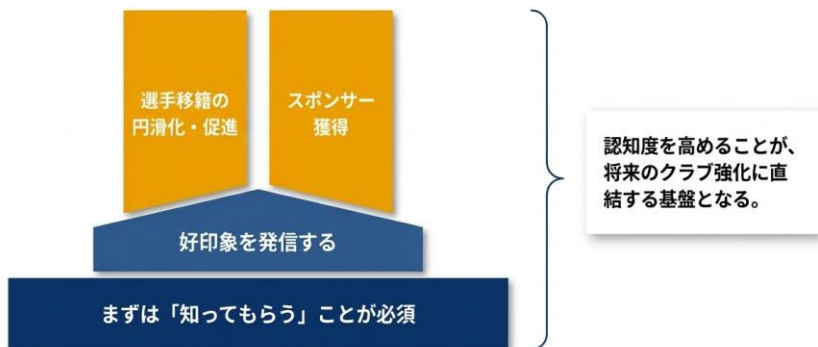 選手移籍の
円滑化・促進
スポンサー
獲得
好印象を発信する
まずは「知ってもらう」ことが必須
認知度を高めることが、
将来のクラブ強化に直
結する基盤となる。